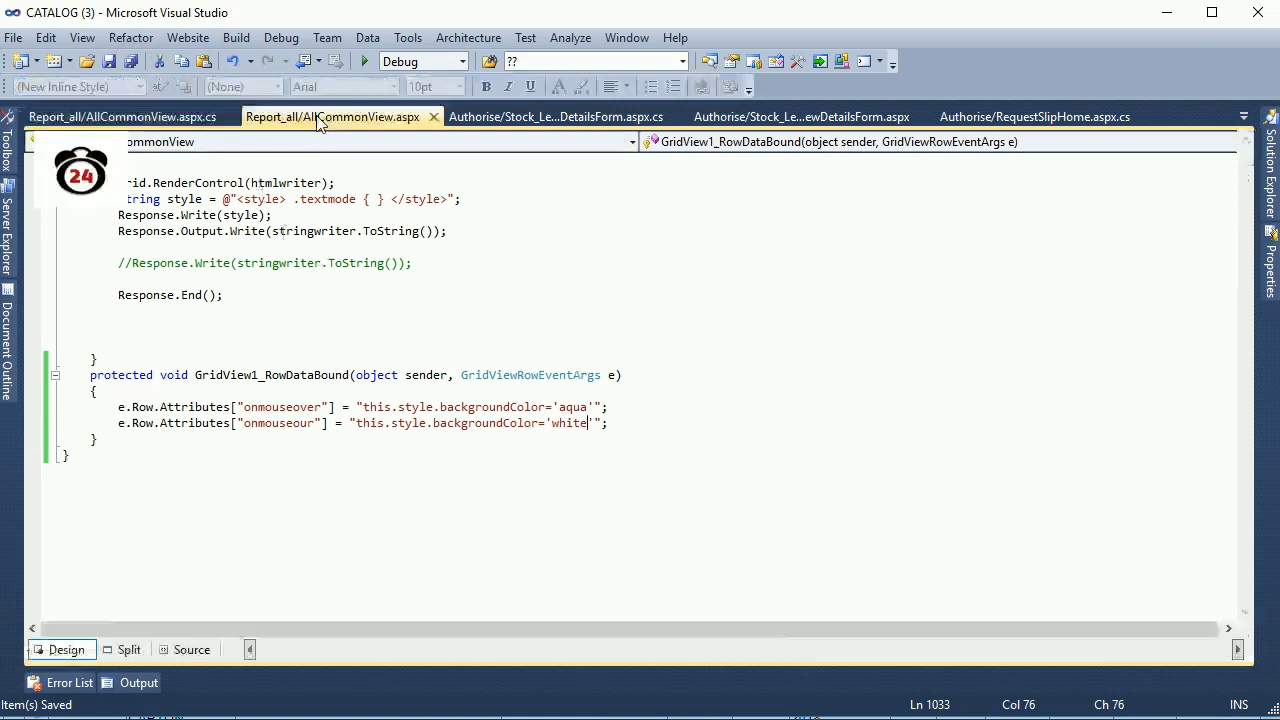 CATALOG (3) - Microsoft Visual Studio
File Edit View Refactor Website Build Debug Team Data Tools Architecture Test Analyze Window Help
Debug ??
(New Inline Style) (None) Arial 10pt B I U
Report_all/AllCommonView.aspx.cs Report_all/AllCommonView.aspx Authorise/Stock_Le...DetailsForm.aspx.cs Authorise/Stock_Le...ewDetailsForm.aspx Authorise/RequestSlipHome.aspx.cs
ommonView GridView1_RowDataBound(object sender, GridViewRowEventArgs e)
24
rid.RenderControl(htmlwriter);
tring style = @"<style> .textmode { } </style>";
Response.Write(style);
Response.Output.Write(stringwriter.ToString());
//Response.Write(stringwriter.ToString());
Response.End();
}
protected void GridView1_RowDataBound(object sender, GridViewRowEventArgs e)
{
e.Row.Attributes["onmouseover"] = "this.style.backgroundColor='aqua'";
e.Row.Attributes["onmouseour"] = "this.style.backgroundColor='white'";
}
}
Design Split Source
Error List Output
Item(s) Saved Ln 1033 Col 76 Ch 76 INS
Toolbox
Server Explorer
Document Outline
Solution Explorer
Properties